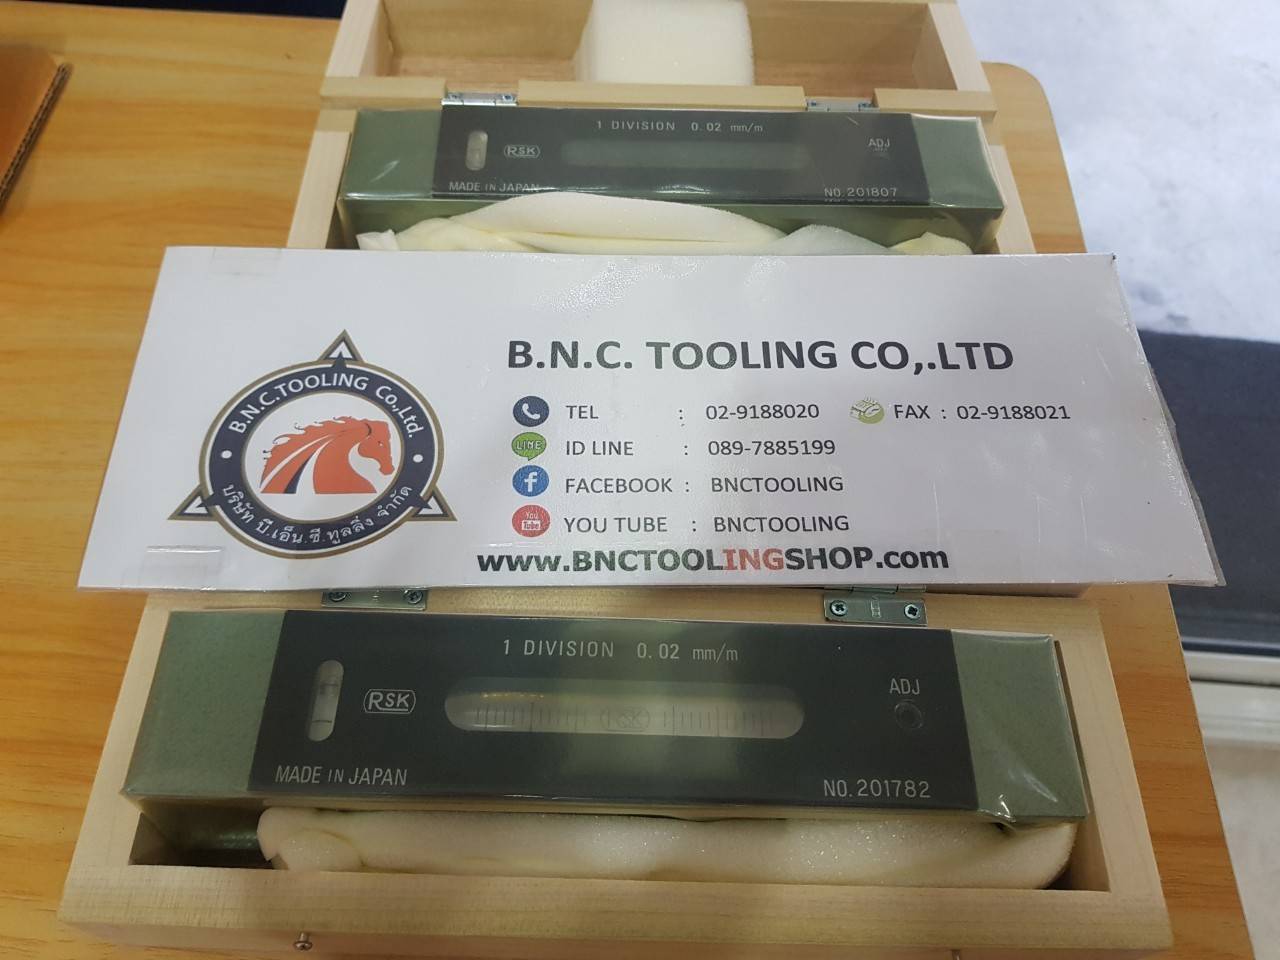 1 DIVISION 0.02 mm/m
RSK
ADJ
MADE IN JAPAN
NO.201807
B.N.C. TOOLING CO,.LTD
B.N.C.TOOLING Co.,Ltd.
บริษัท บี.เอ็น.ซี.ทูลลิ่ง จำกัด
TEL : 02-9188020 FAX : 02-9188021
LINE ID LINE : 089-7885199
f FACEBOOK : BNCTOOLING
You Tube YOU TUBE : BNCTOOLING
www.BNCTOOLINGSHOP.com
1 DIVISION 0.02 mm/m
RSK
RSK
ADJ
MADE IN JAPAN
NO.201782